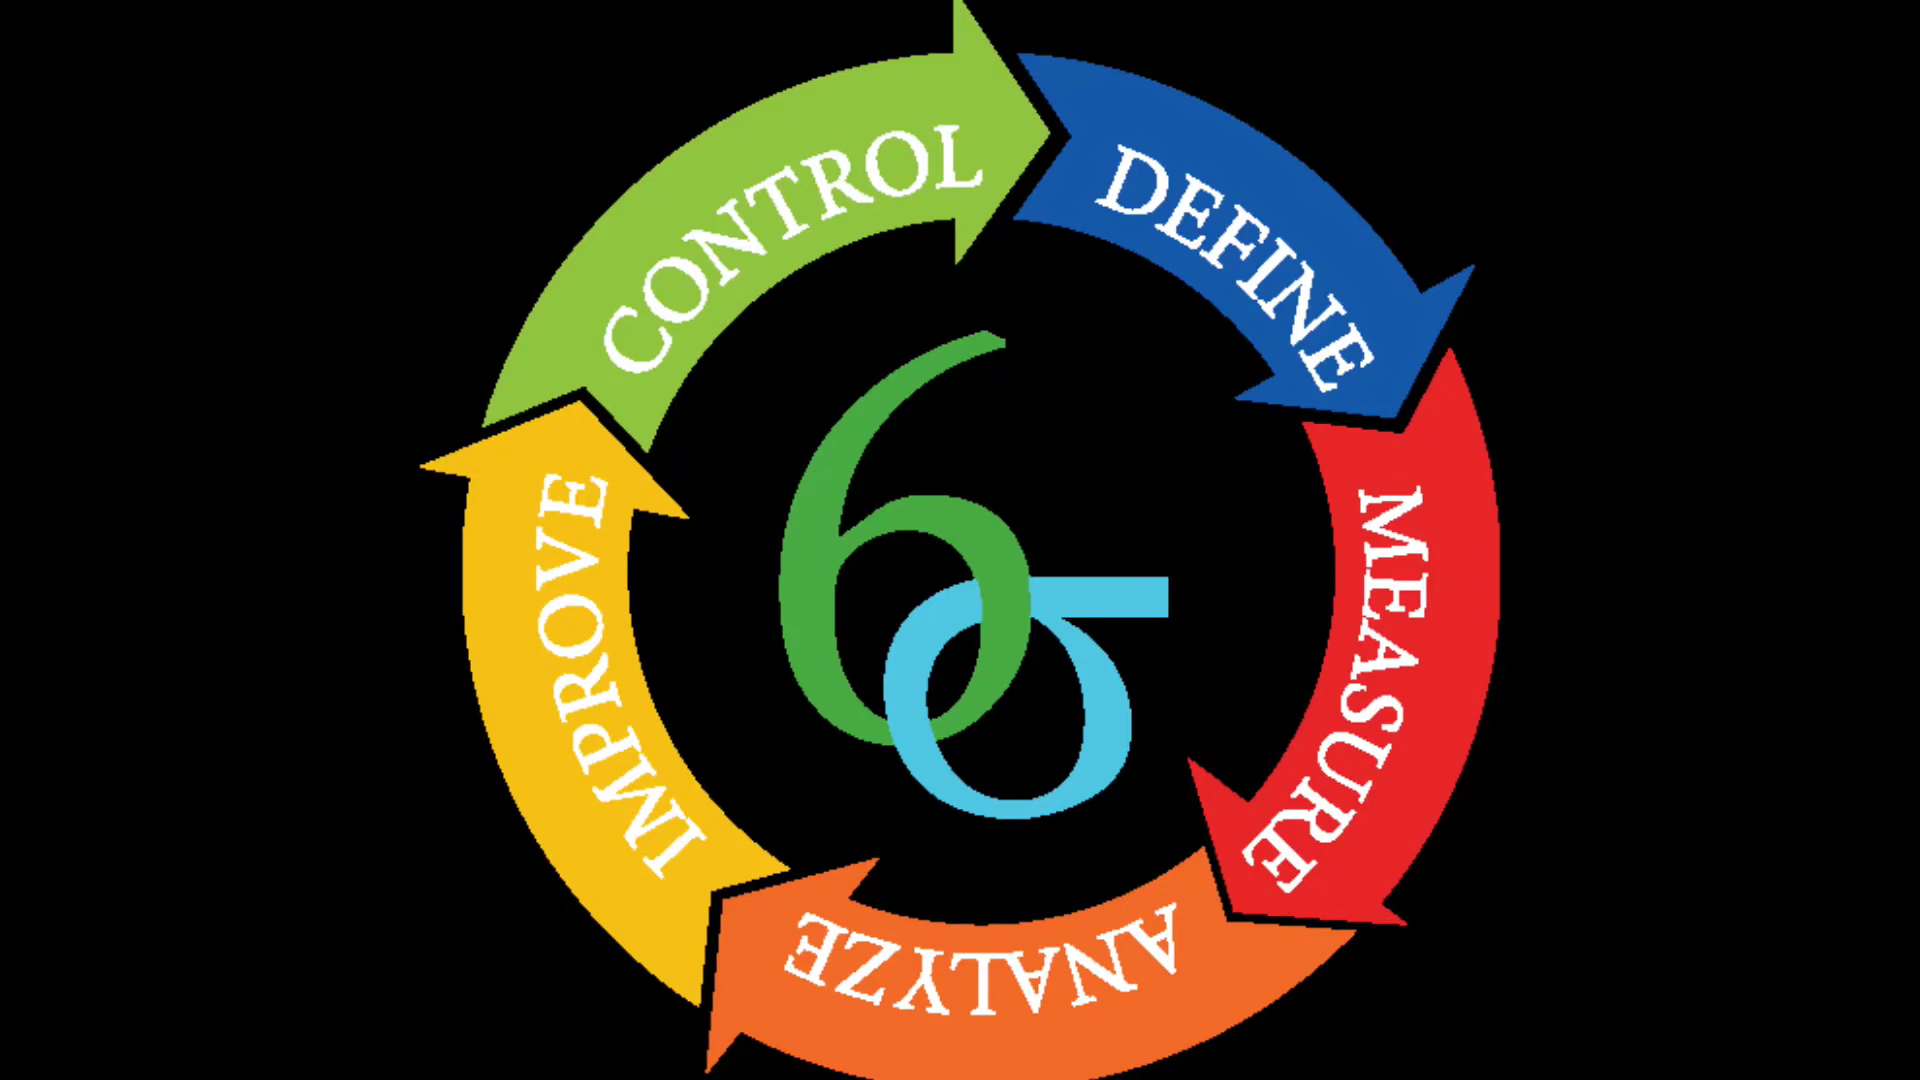 CONTROL
DEFINE
MEASURE
ANALYZE
IMPROVE
6σ